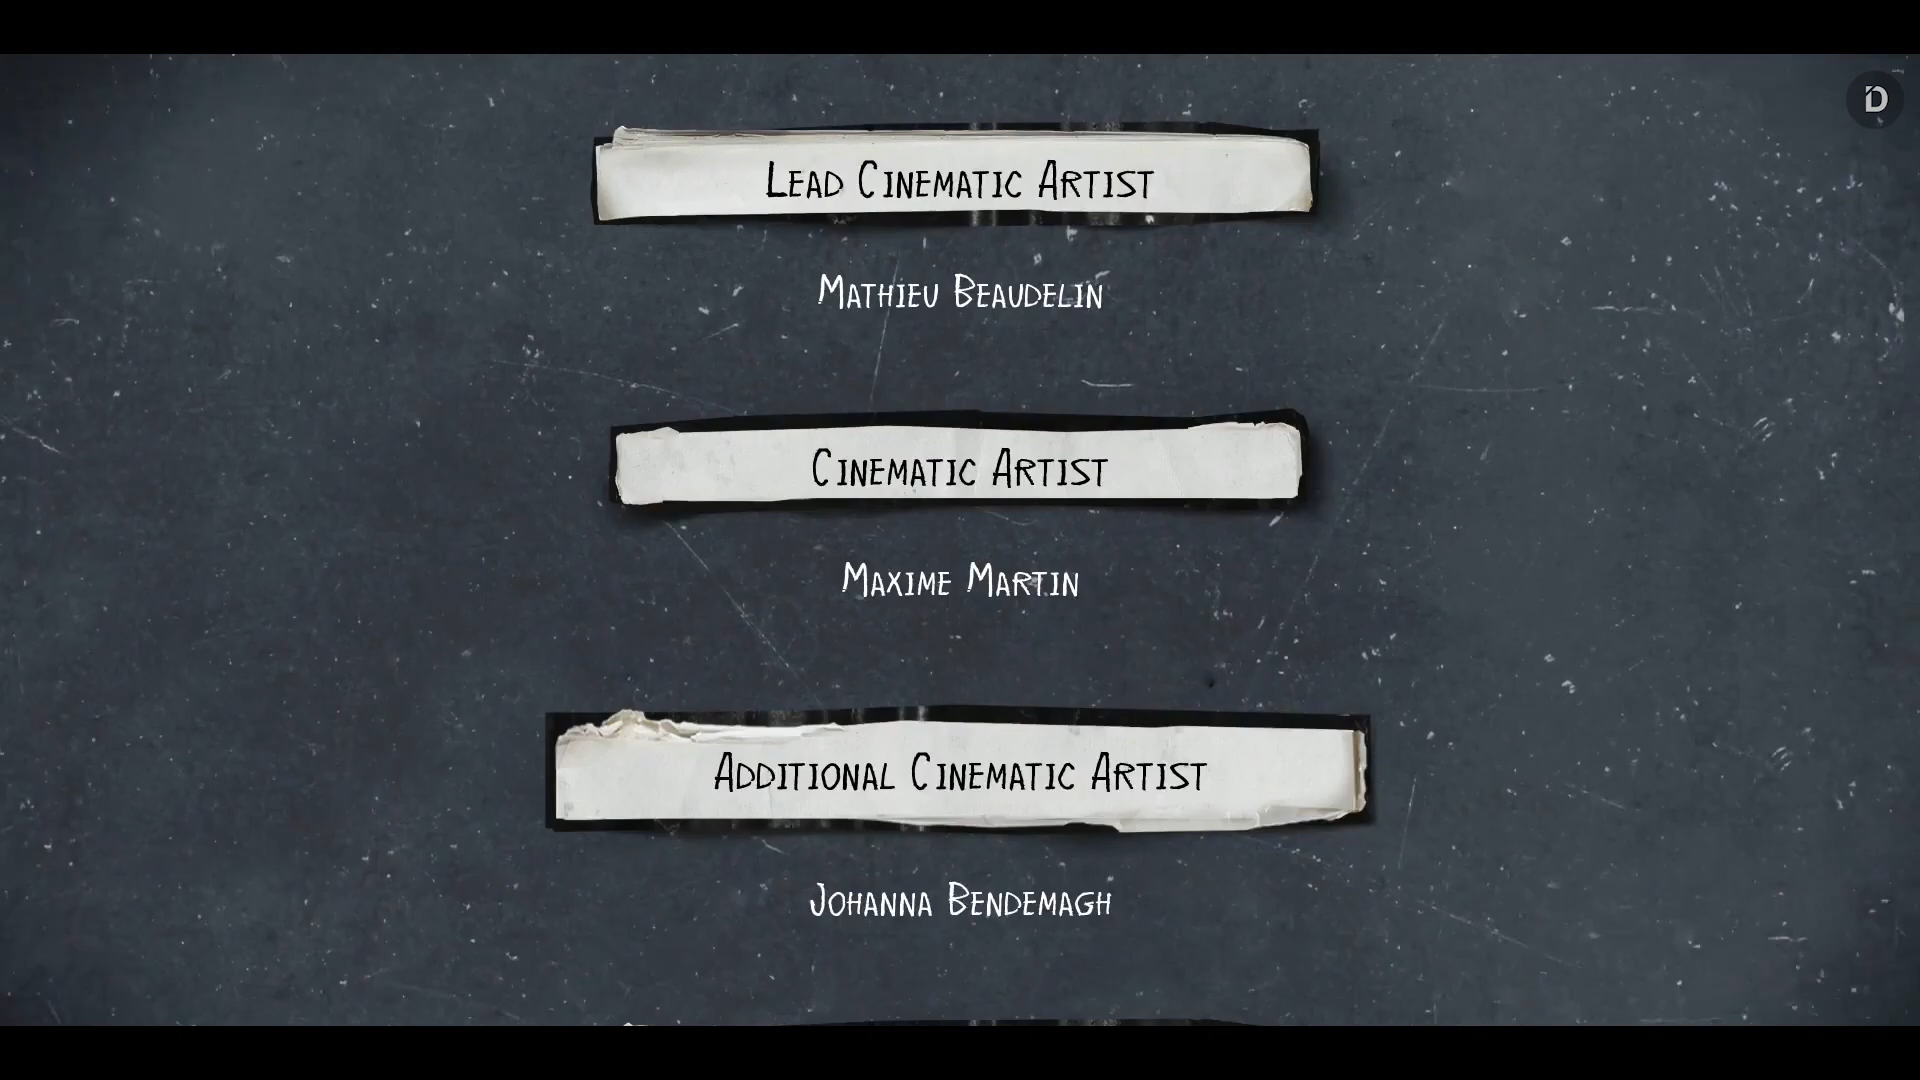 Lead Cinematic Artist
Mathieu Beaudelin
Cinematic Artist
Maxime Martin
Additional Cinematic Artist
Johanna Bendemagh